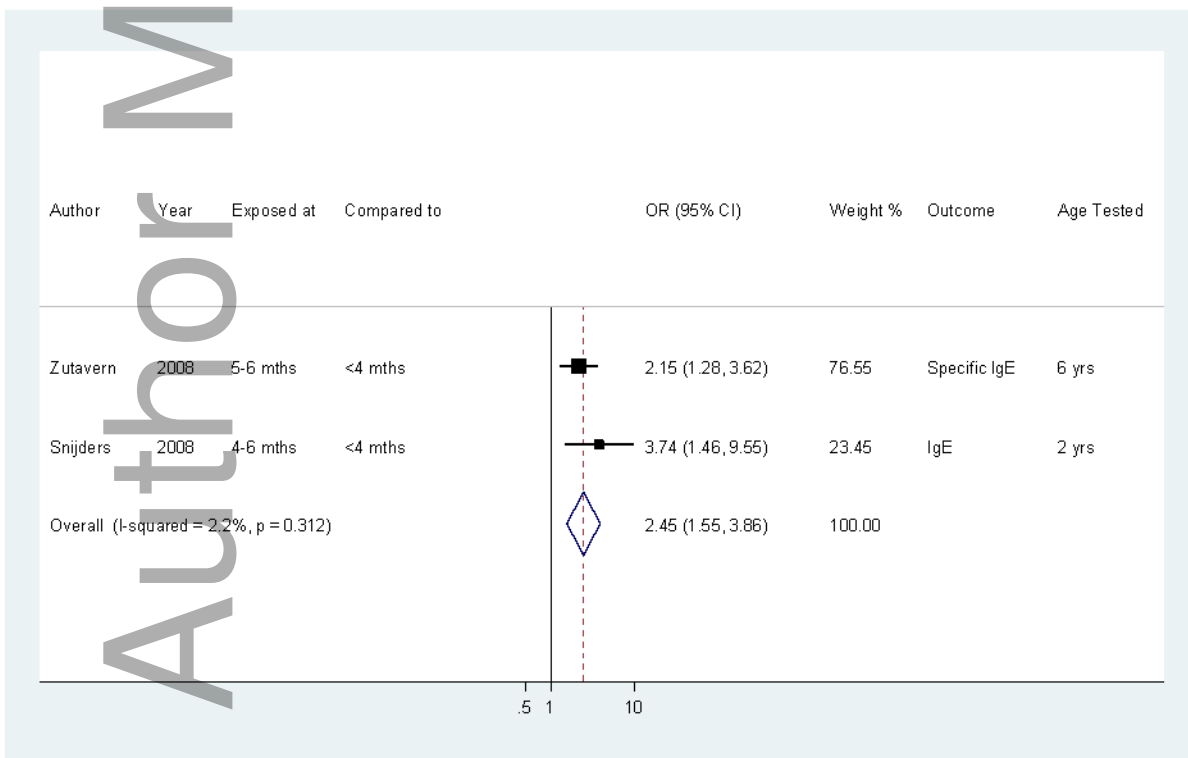 Author M
Author Year Exposed at Compared to OR (95% CI) Weight % Outcome Age Tested
Zutavern 2008 5-6 mths <4 mths 2.15 (1.28, 3.62) 76.55 Specific IgE 6 yrs
Snijders 2008 4-6 mths <4 mths 3.74 (1.46, 9.55) 23.45 IgE 2 yrs
Overall (I-squared = 2.2%, p = 0.312) 2.45 (1.55, 3.86) 100.00
.5 1 10